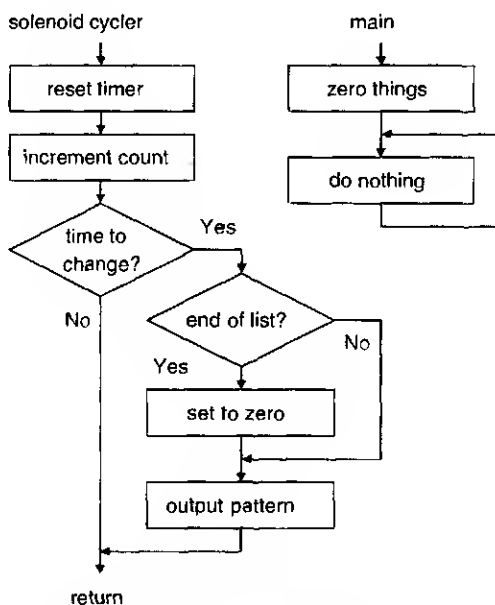 solenoid cycler
reset timer
increment count
time to
change?
Yes
No
end of list?
No
Yes
set to zero
output pattern
return
main
zero things
do nothing